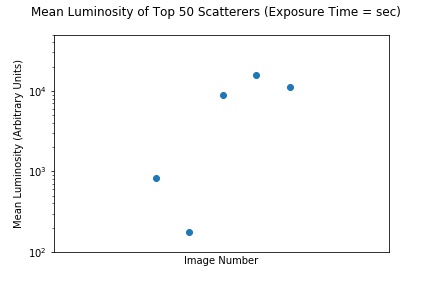 Mean Luminosity of Top 50 Scatterers (Exposure Time = sec)
Mean Luminosity (Arbitrary Units)
10⁴
10³
10²
Image Number